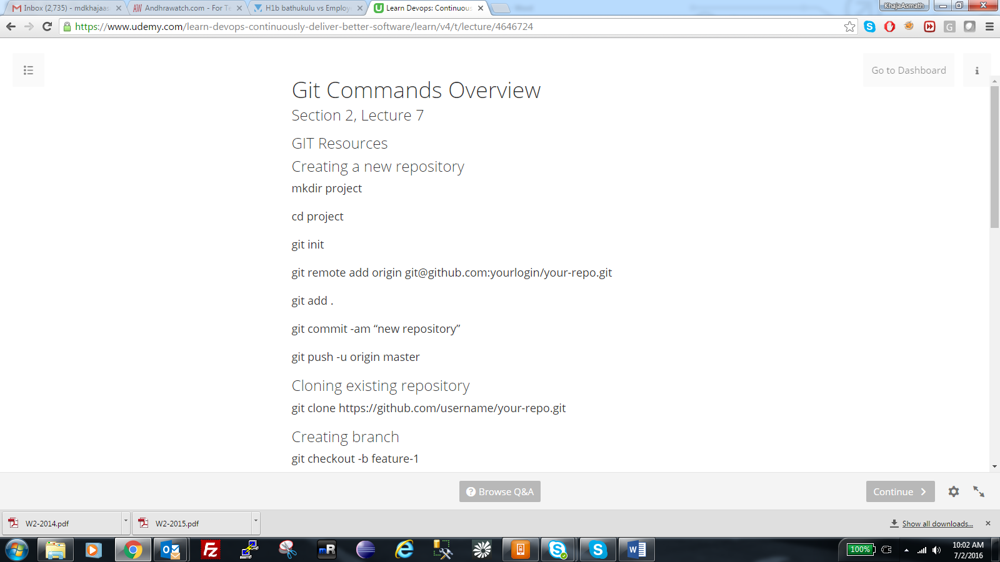 Inbox (2,735) - mdkhajaas
Andhrawatch.com - For Te
H1b bathukulu vs Employ
Learn Devops: Continuous
KhajaAsmath
https://www.udemy.com/learn-devops-continuously-deliver-better-software/learn/v4/t/lecture/4646724
Go to Dashboard
Git Commands Overview
Section 2, Lecture 7
GIT Resources
Creating a new repository
mkdir project
cd project
git init
git remote add origin git@github.com:yourlogin/your-repo.git
git add .
git commit -am “new repository”
git push -u origin master
Cloning existing repository
git clone https://github.com/username/your-repo.git
Creating branch
git checkout -b feature-1
Browse Q&A
Continue
W2-2014.pdf
W2-2015.pdf
Show all downloads...
100%
10:02 AM
7/2/2016